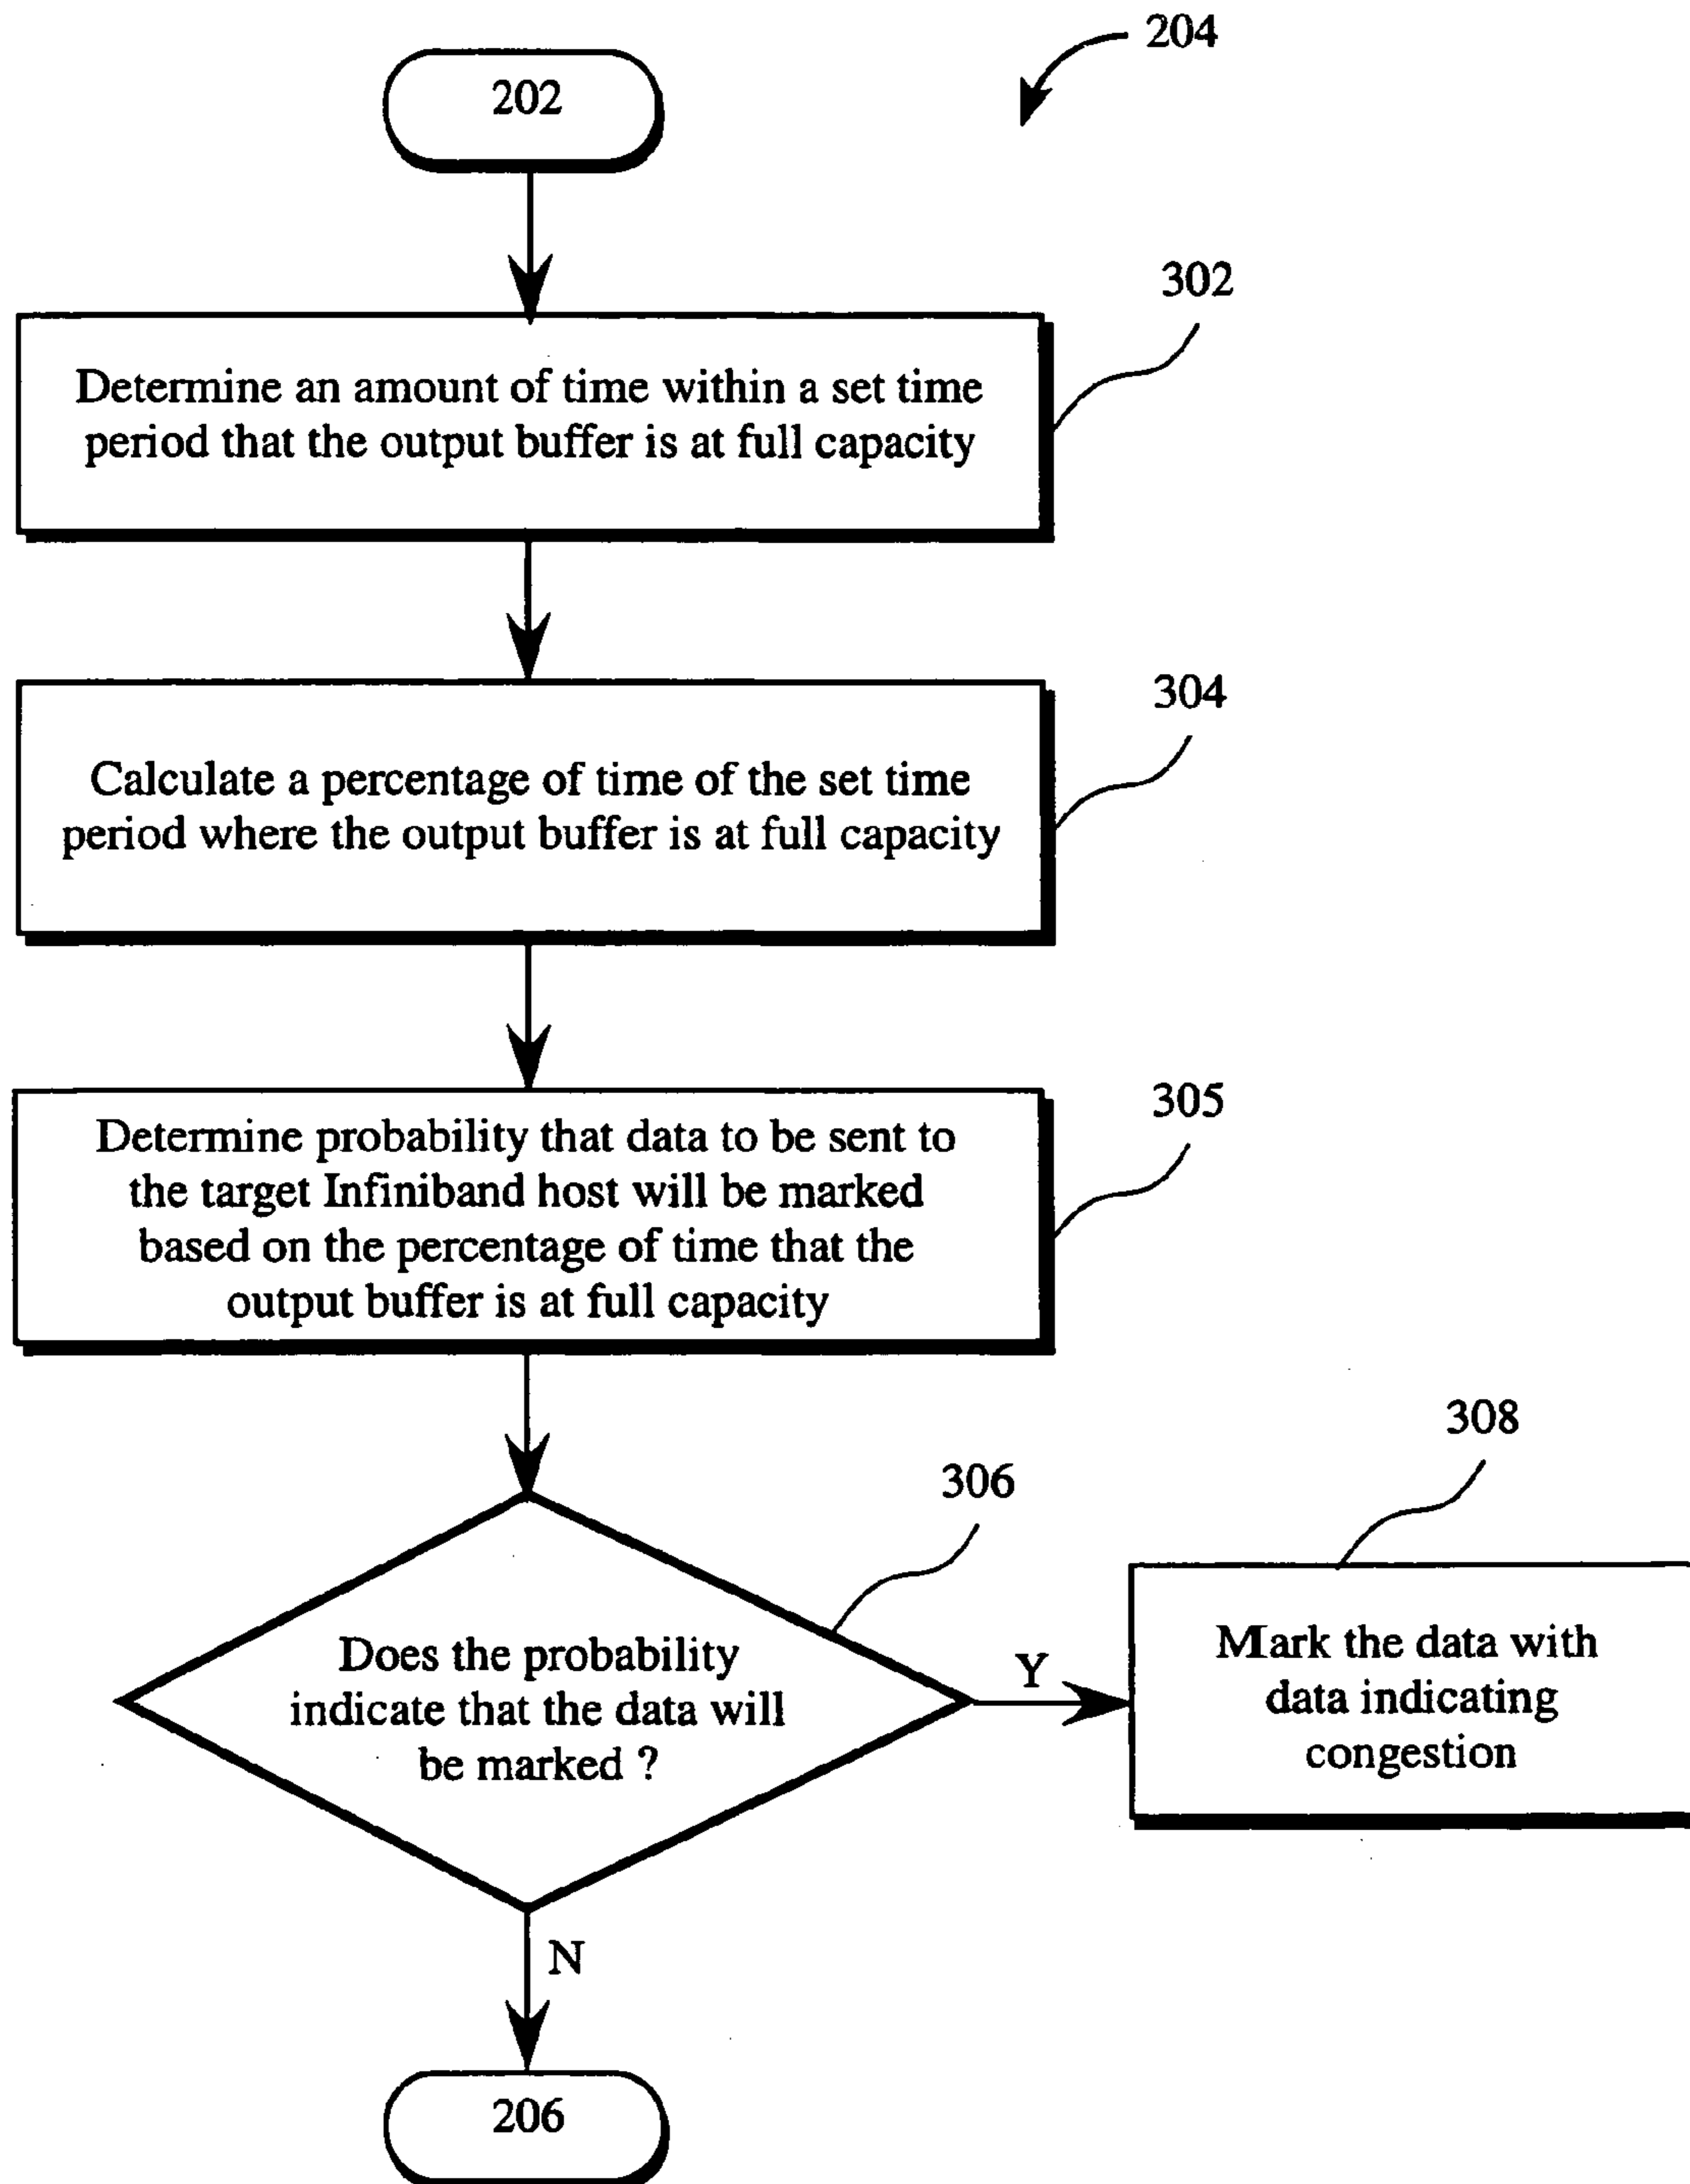 204
202
302
Determine an amount of time within a set time
period that the output buffer is at full capacity
304
Calculate a percentage of time of the set time
period where the output buffer is at full capacity
305
Determine probability that data to be sent to
the target Infiniband host will be marked
based on the percentage of time that the
output buffer is at full capacity
306
308
Does the probability
indicate that the data will
be marked ?
Y
Mark the data with
data indicating
congestion
N
206